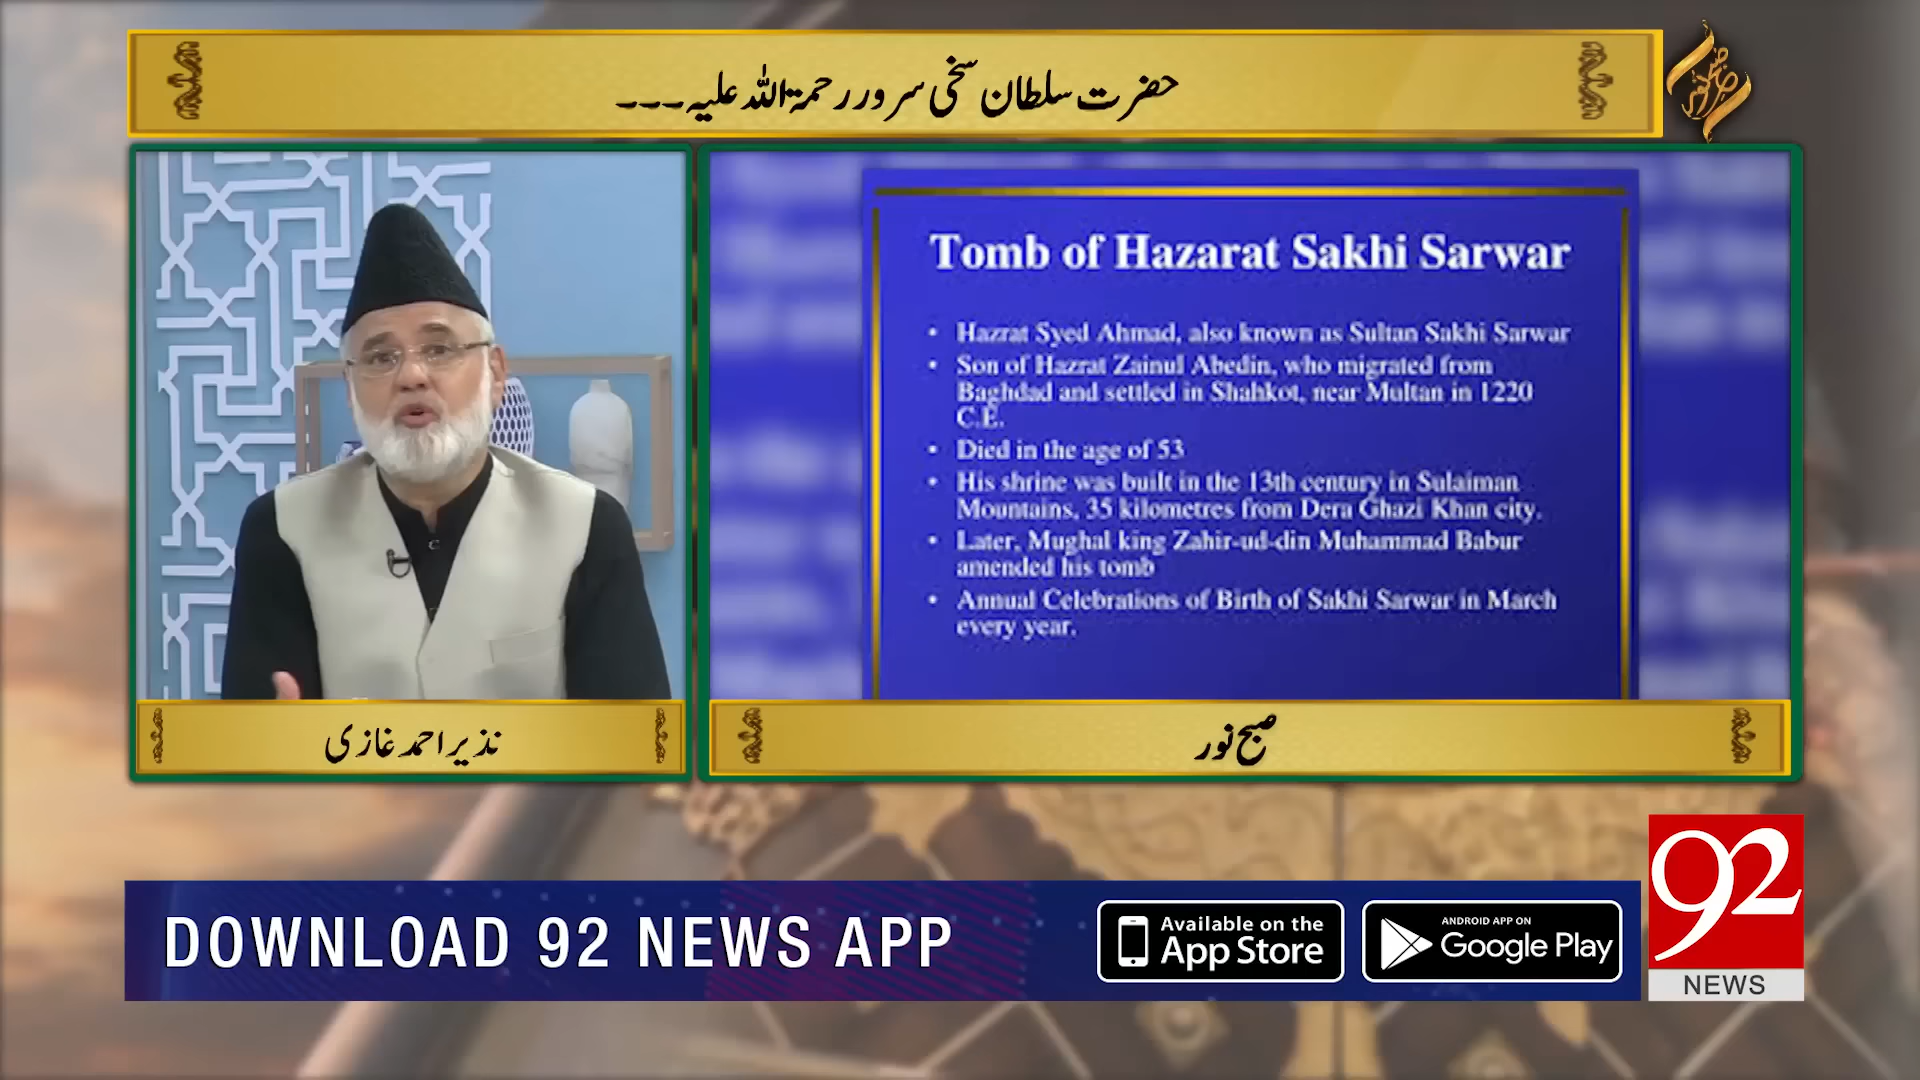 حضرت سلطان سخی سرور رحمۃ اللہ علیہ۔۔۔
صبح نور
Tomb of Hazarat Sakhi Sarwar
• Hazrat Syed Ahmad, also known as Sultan Sakhi Sarwar
• Son of Hazrat Zainul Abedin, who migrated from
Baghdad and settled in Shahkot, near Multan in 1220
C.E.
• Died in the age of 53
• His shrine was built in the 13th century in Sulaiman
Mountains, 35 kilometres from Dera Ghazi Khan city.
• Later, Mughal king Zahir-ud-din Muhammad Babur
amended his tomb
• Annual Celebrations of Birth of Sakhi Sarwar in March
every year.
نذیر احمد غازی
صبح نور
DOWNLOAD 92 NEWS APP
Available on the
App Store
ANDROID APP ON
Google Play
92
NEWS